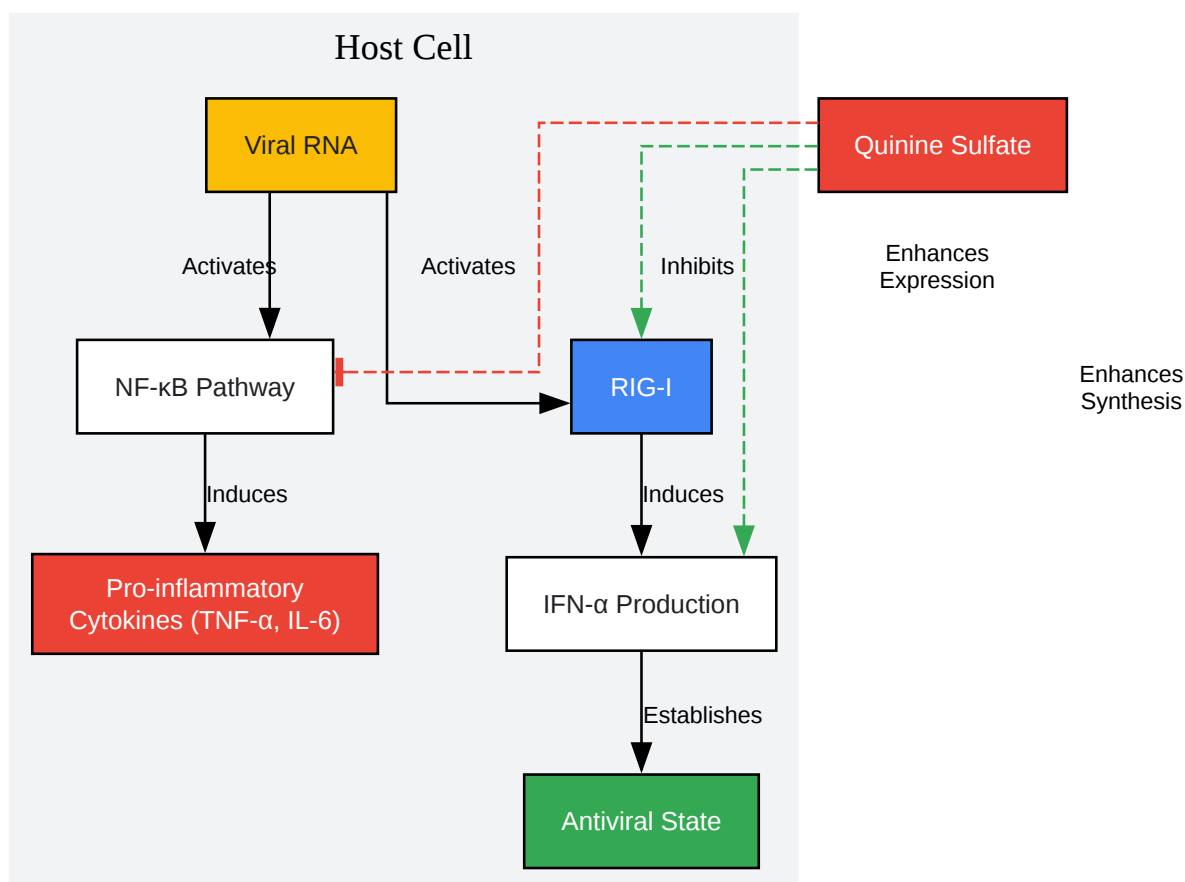 Host Cell
Viral RNA
Quinine Sulfate
Activates
Activates
Inhibits
Enhances
Expression
NF-κB Pathway
RIG-I
Enhances
Synthesis
Induces
Induces
Pro-inflammatory
Cytokines (TNF-α, IL-6)
IFN-α Production
Establishes
Antiviral State